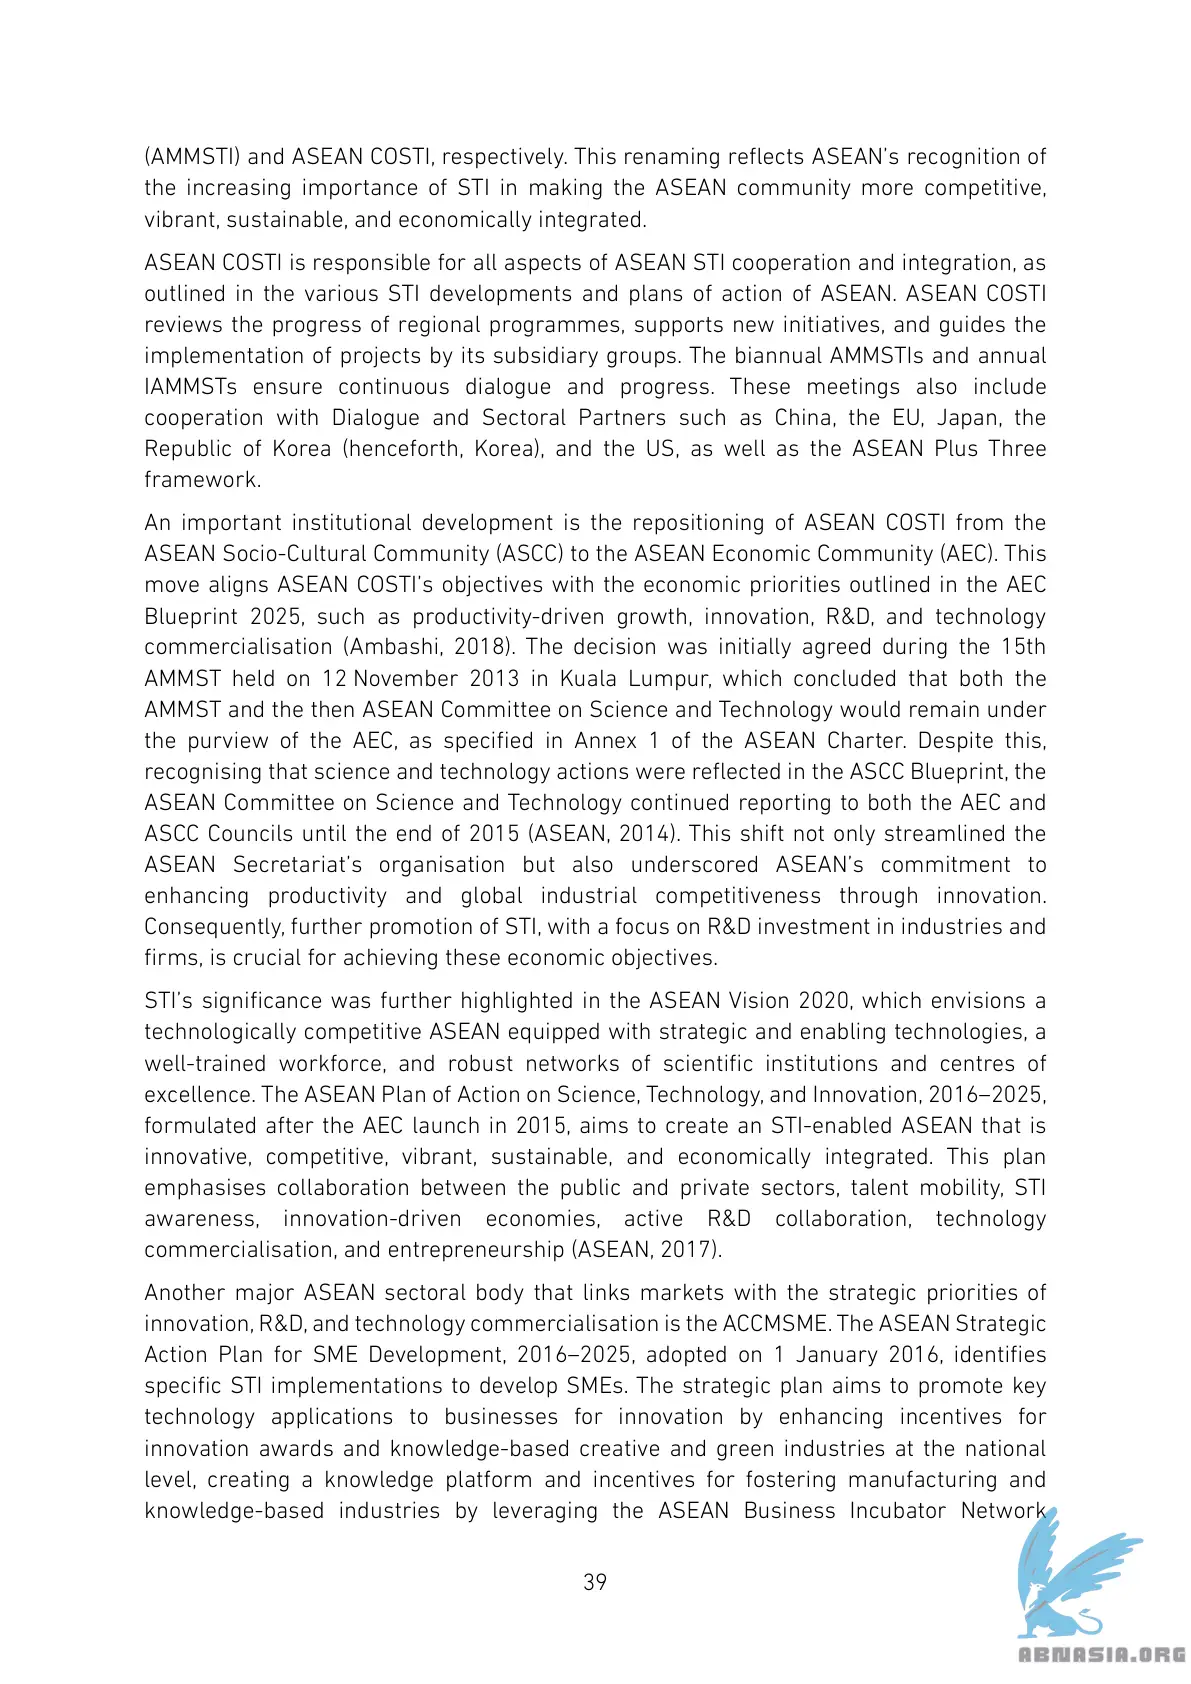 (AMMSTI) and ASEAN COSTI, respectively. This renaming reflects ASEAN's recognition of
the increasing importance of STI in making the ASEAN community more competitive,
vibrant, sustainable, and economically integrated.
ASEAN COSTI is responsible for all aspects of ASEAN STI cooperation and integration, as
outlined in the various STI developments and plans of action of ASEAN. ASEAN COSTI
reviews the progress of regional programmes, supports new initiatives, and guides the
implementation of projects by its subsidiary groups. The biannual AMMSTIs and annual
IAMMSTs ensure continuous dialogue and progress. These meetings also include
cooperation with Dialogue and Sectoral Partners such as China, the EU, Japan, the
Republic of Korea (henceforth, Korea), and the US, as well as the ASEAN Plus Three
framework.
An important institutional development is the repositioning of ASEAN COSTI from the
ASEAN Socio-Cultural Community (ASCC) to the ASEAN Economic Community (AEC). This
move aligns ASEAN COSTI's objectives with the economic priorities outlined in the AEC
Blueprint 2025, such as productivity-driven growth, innovation, R&D, and technology
commercialisation (Ambashi, 2018). The decision was initially agreed during the 15th
AMMST held on 12 November 2013 in Kuala Lumpur, which concluded that both the
AMMST and the then ASEAN Committee on Science and Technology would remain under
the purview of the AEC, as specified in Annex 1 of the ASEAN Charter. Despite this,
recognising that science and technology actions were reflected in the ASCC Blueprint, the
ASEAN Committee on Science and Technology continued reporting to both the AEC and
ASCC Councils until the end of 2015 (ASEAN, 2014). This shift not only streamlined the
ASEAN Secretariat's organisation but also underscored ASEAN's commitment to
enhancing productivity and global industrial competitiveness through innovation.
Consequently, further promotion of STI, with a focus on R&D investment in industries and
firms, is crucial for achieving these economic objectives.
STI's significance was further highlighted in the ASEAN Vision 2020, which envisions a
technologically competitive ASEAN equipped with strategic and enabling technologies, a
well-trained workforce, and robust networks of scientific institutions and centres of
excellence. The ASEAN Plan of Action on Science, Technology, and Innovation, 2016–2025,
formulated after the AEC launch in 2015, aims to create an STI-enabled ASEAN that is
innovative, competitive, vibrant, sustainable, and economically integrated. This plan
emphasises collaboration between the public and private sectors, talent mobility, STI
awareness, innovation-driven economies, active R&D collaboration, technology
commercialisation, and entrepreneurship (ASEAN, 2017).
Another major ASEAN sectoral body that links markets with the strategic priorities of
innovation, R&D, and technology commercialisation is the ACCMSME. The ASEAN Strategic
Action Plan for SME Development, 2016–2025, adopted on 1 January 2016, identifies
specific STI implementations to develop SMEs. The strategic plan aims to promote key
technology applications to businesses for innovation by enhancing incentives for
innovation awards and knowledge-based creative and green industries at the national
level, creating a knowledge platform and incentives for fostering manufacturing and
knowledge-based industries by leveraging the ASEAN Business Incubator Network
39
ABNASIA.ORG